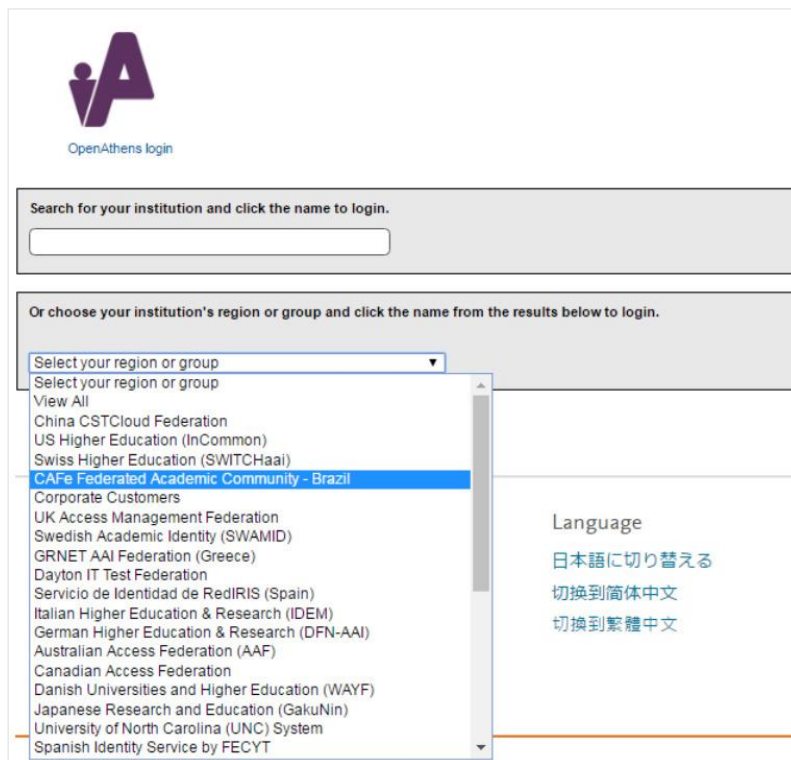 OpenAthens login
Search for your institution and click the name to login.
Or choose your institution's region or group and click the name from the results below to login.
Select your region or group
Select your region or group
View All
China CSTCloud Federation
US Higher Education (InCommon)
Swiss Higher Education (SWITCHaai)
CAFe Federated Academic Community - Brazil
Corporate Customers
UK Access Management Federation
Swedish Academic Identity (SWAMID)
GRNET AAI Federation (Greece)
Dayton IT Test Federation
Servicio de Identidad de RedIRIS (Spain)
Italian Higher Education & Research (IDEM)
German Higher Education & Research (DFN-AAI)
Australian Access Federation (AAF)
Canadian Access Federation
Danish Universities and Higher Education (WAYF)
Japanese Research and Education (GakuNin)
University of North Carolina (UNC) System
Spanish Identity Service by FECYT
Language
日本語に切り替える
切换到简体中文
切換到繁體中文